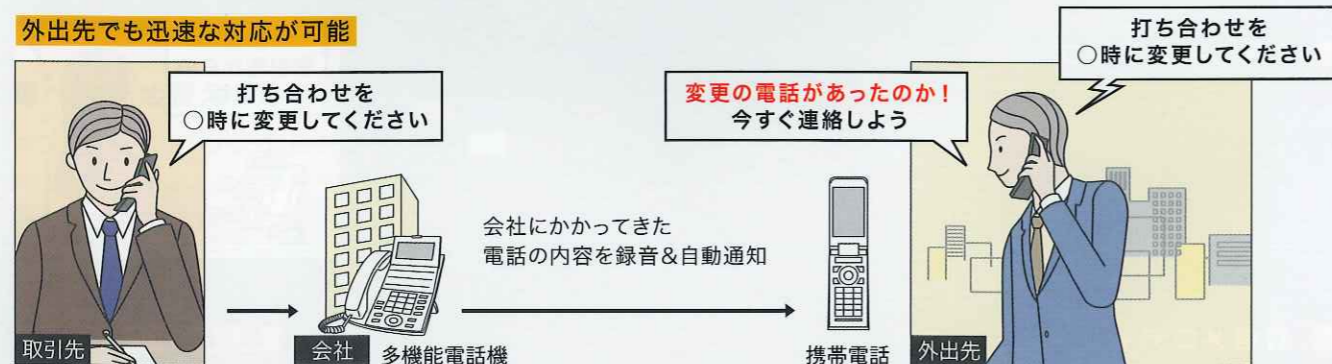 外出先でも迅速な対応が可能
打ち合わせを
○時に変更してください
変更の電話があったのか！
今すぐ連絡しよう
打ち合わせを
○時に変更してください
会社にかかってきた
電話の内容を録音&自動通知
取引先
会社
多機能電話機
携帯電話
外出先